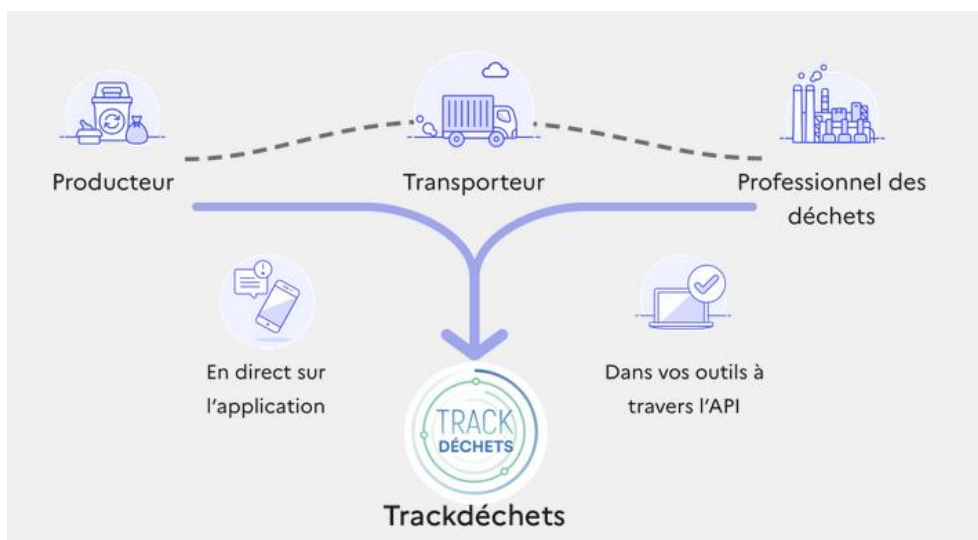 Producteur
Transporteur
Professionnel des
déchets
En direct sur
l'application
Dans vos outils à
travers l'API
TRACK
DÉCHETS
Trackdéchets